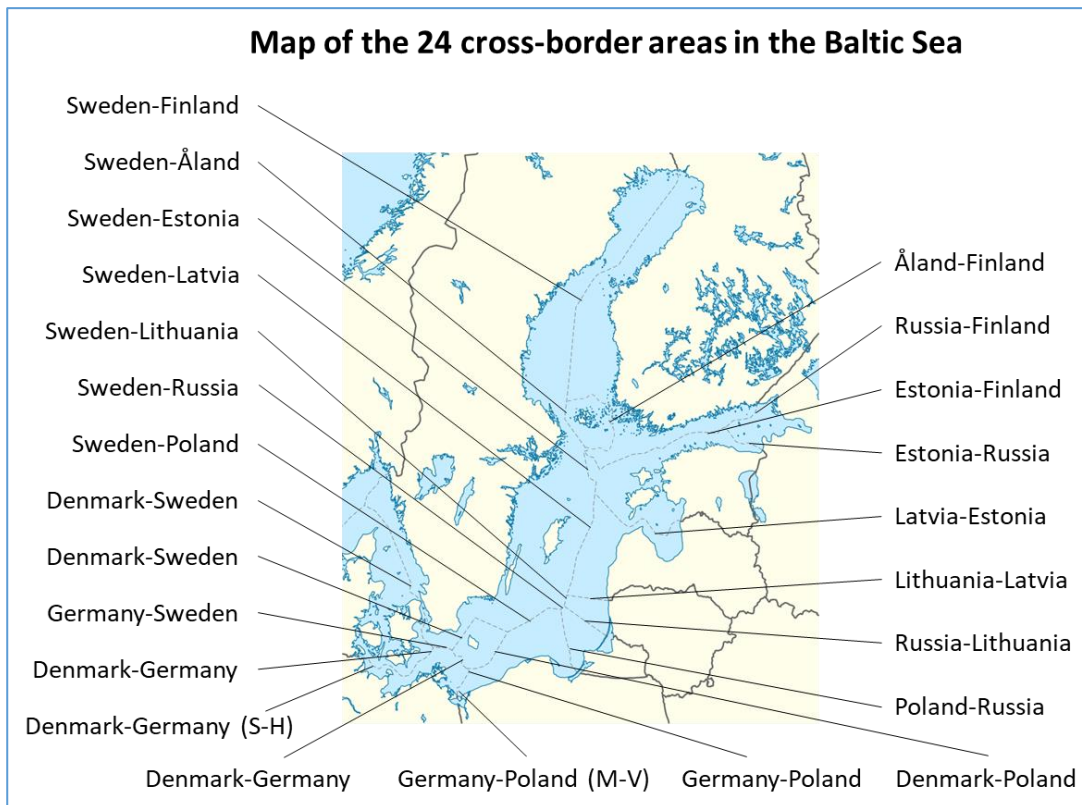 Map of the 24 cross-border areas in the Baltic Sea
Sweden-Finland
Sweden-Åland
Sweden-Estonia
Sweden-Latvia
Sweden-Lithuania
Sweden-Russia
Sweden-Poland
Denmark-Sweden
Denmark-Sweden
Germany-Sweden
Denmark-Germany
Denmark-Germany (S-H)
Denmark-Germany
Germany-Poland (M-V)
Germany-Poland
Denmark-Poland
Åland-Finland
Russia-Finland
Estonia-Finland
Estonia-Russia
Latvia-Estonia
Lithuania-Latvia
Russia-Lithuania
Poland-Russia